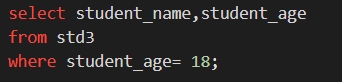 select student_name,student_age
from std3
where student_age= 18;